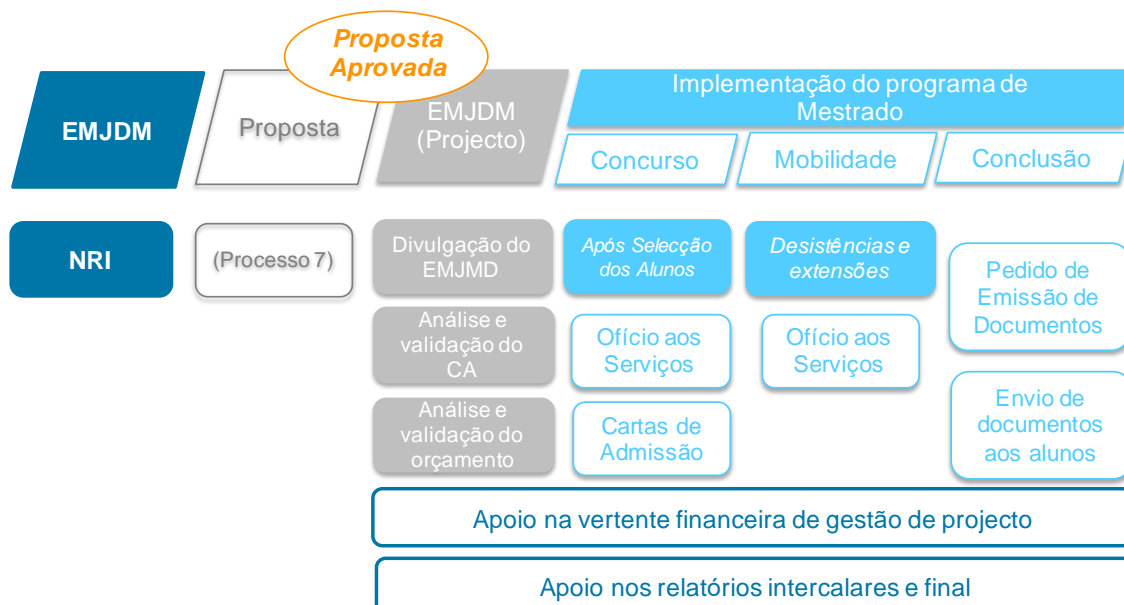 Proposta
Aprovada
EMJDM
Proposta
EMJDM
(Projecto)
Implementação do programa de
Mestrado
Concurso
Mobilidade
Conclusão
NRI
(Processo 7)
Divulgação do
EMJMD
Análise e
validação do
CA
Análise e
validação do
orçamento
Após Selecção
dos Alunos
Ofício aos
Serviços
Cartas de
Admissão
Desistências e
extensões
Ofício aos
Serviços
Pedido de
Emissão de
Documentos
Envio de
documentos
aos alunos
Apoio na vertente financeira de gestão de projecto
Apoio nos relatórios intercalares e final